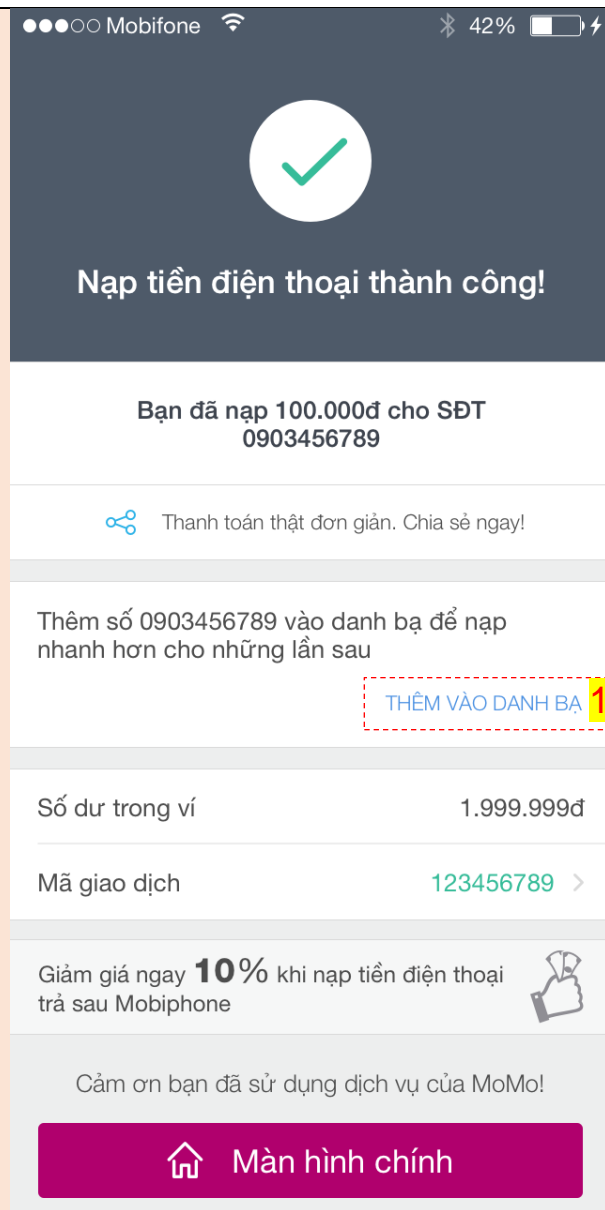 Mobifone 42%
Nạp tiền điện thoại thành công!
Bạn đã nạp 100.000đ cho SĐT
0903456789
Thanh toán thật đơn giản. Chia sẻ ngay!
Thêm số 0903456789 vào danh bạ để nạp
nhanh hơn cho những lần sau
THÊM VÀO DANH BẠ 1
Số dư trong ví 1.999.999đ
Mã giao dịch 123456789
Giảm giá ngay 10% khi nạp tiền điện thoại
trả sau Mobiphone
Cảm ơn bạn đã sử dụng dịch vụ của MoMo!
Màn hình chính